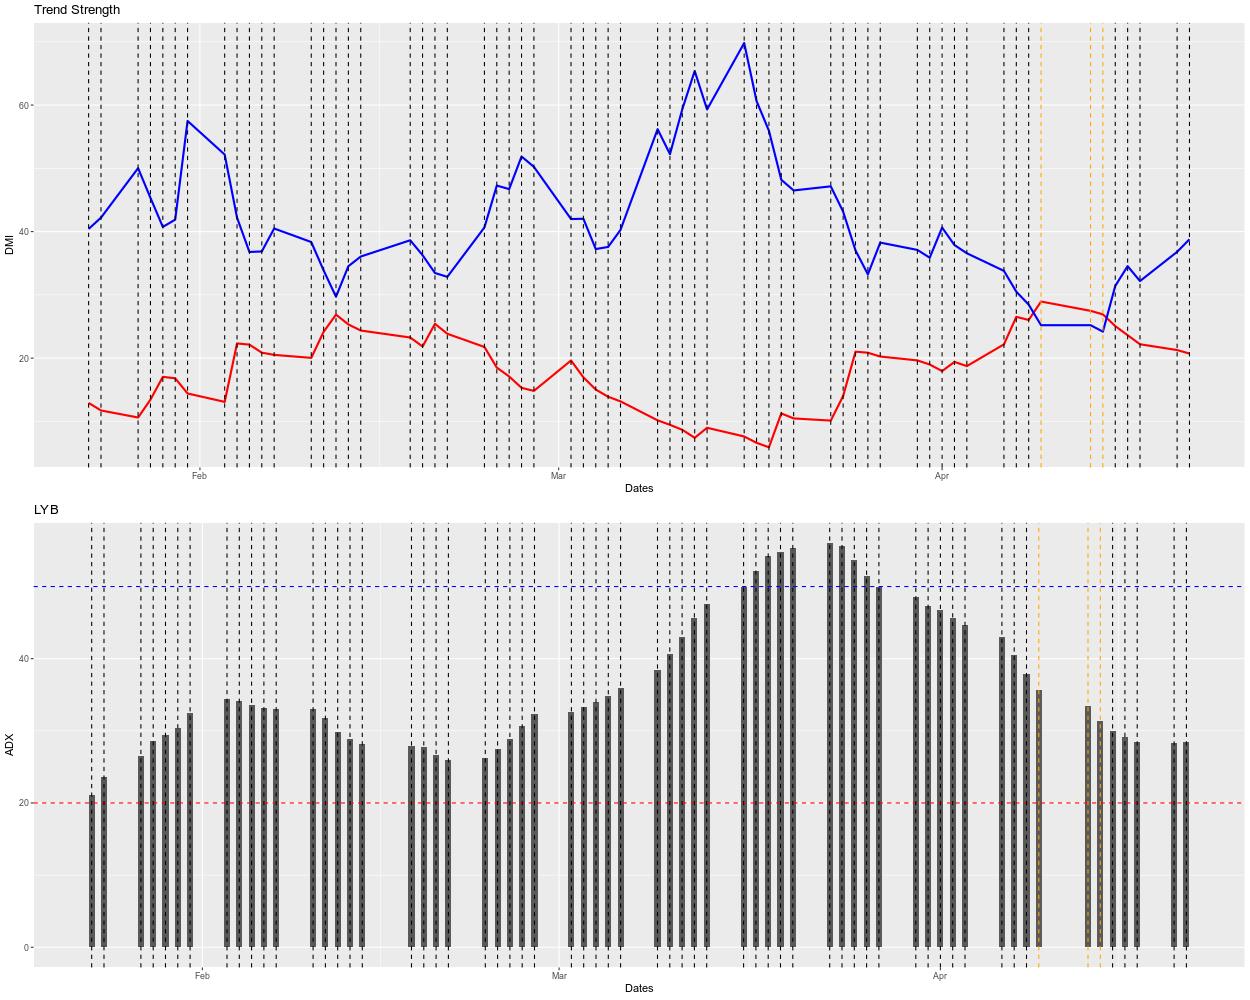 Trend Strength
60
40
20
DMI
Feb
Mar
Apr
Dates
LYB
40
20
0
ADX
Feb
Mar
Apr
Dates